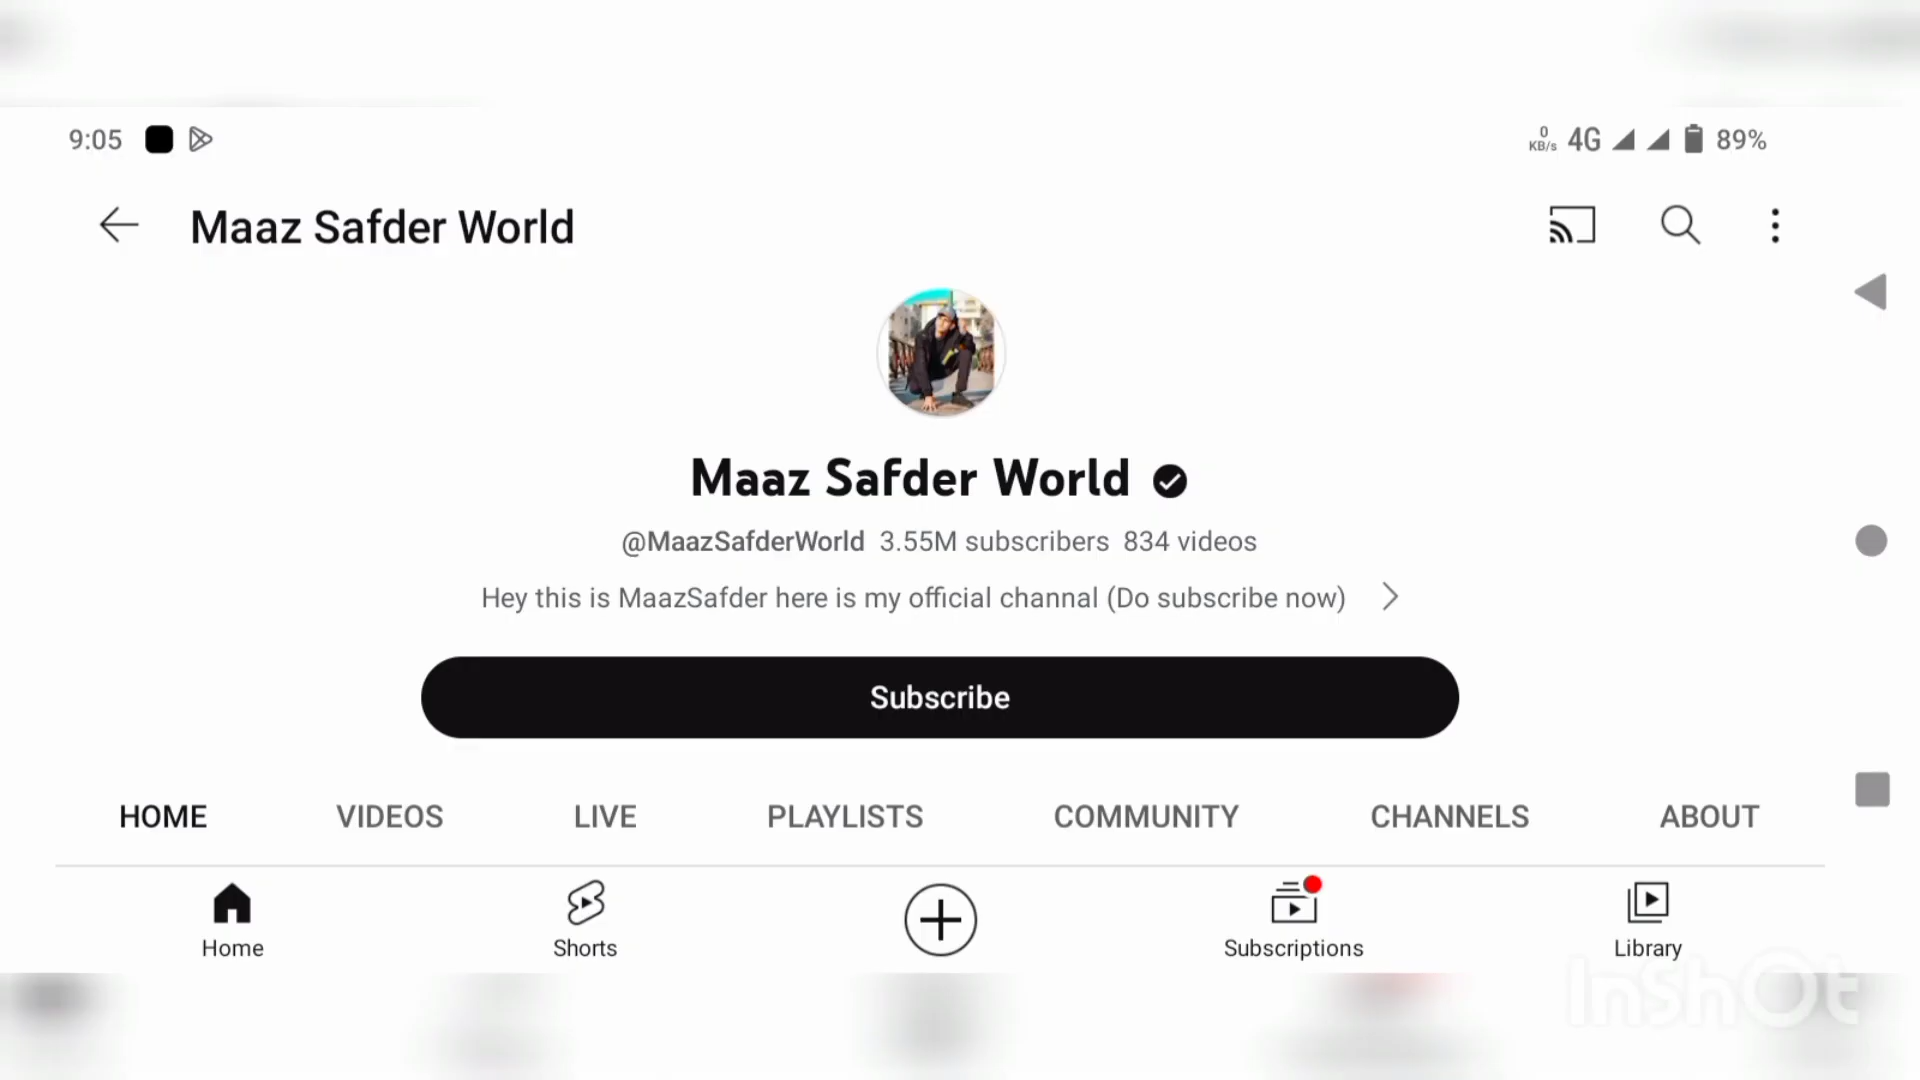 9:05 0 KB/s 4G 89%
Maaz Safder World
Maaz Safder World
@MaazSafderWorld 3.55M subscribers 834 videos
Hey this is MaazSafder here is my official channal (Do subscribe now)
Subscribe
HOME VIDEOS LIVE PLAYLISTS COMMUNITY CHANNELS ABOUT
Home Shorts Subscriptions Library
InShOt